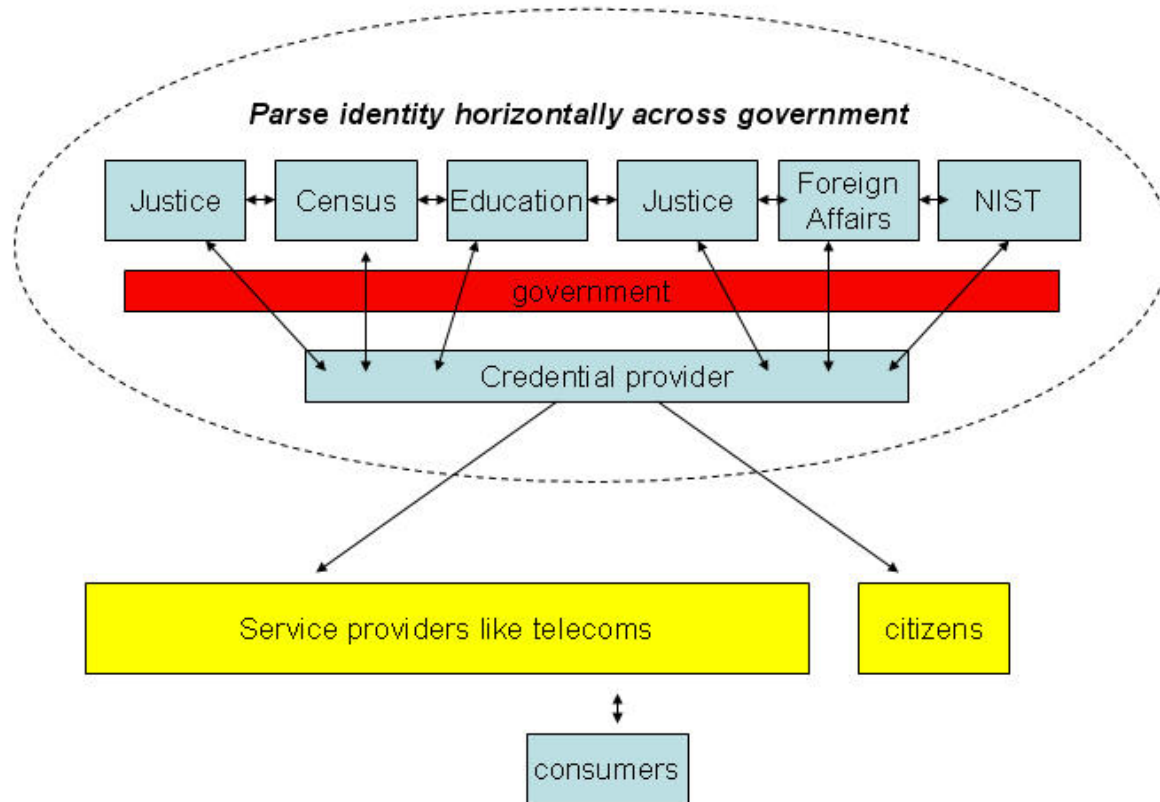 Parse identity horizontally across government
Justice
Census
Education
Justice
Foreign
Affairs
NIST
government
Credential provider
Service providers like telecoms
citizens
consumers